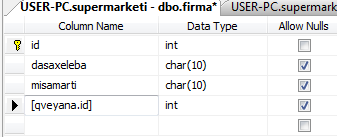 USER-PC.supermarketi - dbo.firma* USER-PC.supermark
Column Name Data Type Allow Nulls
id int
dasaxeleba char(10)
misamarti char(10)
[qveyana.id] int